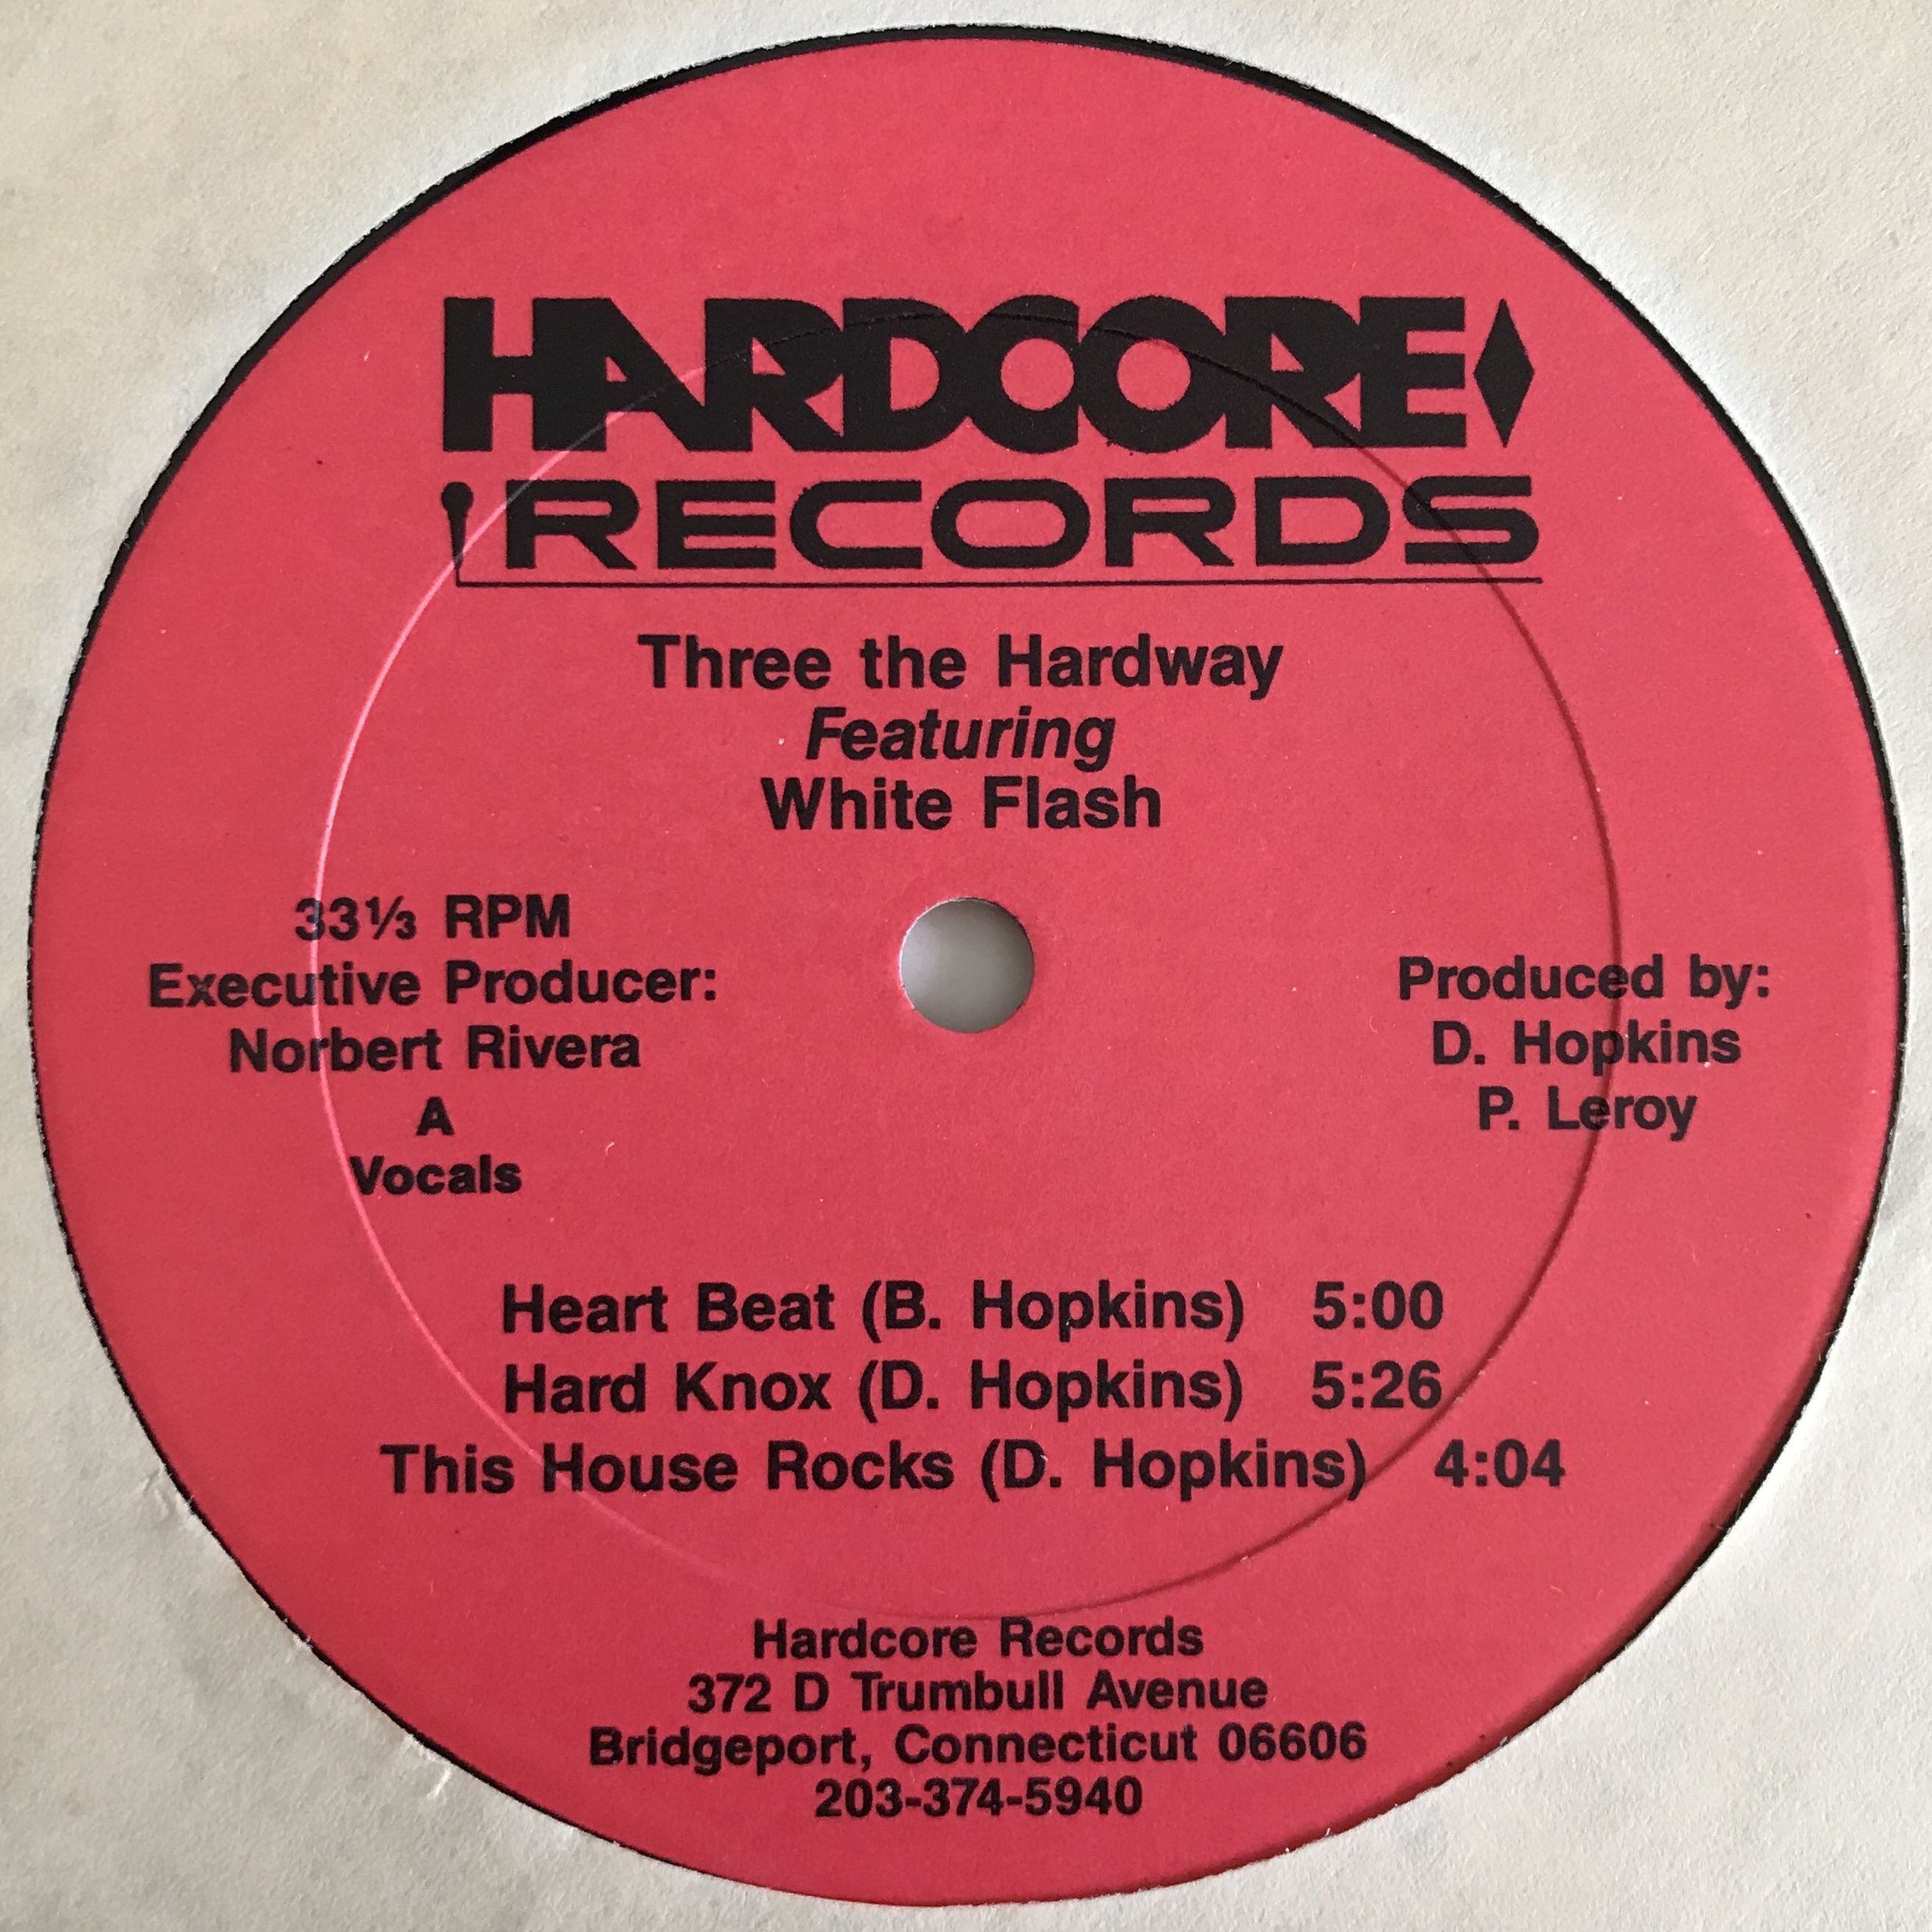 HARDCORE
RECORDS
Three the Hardway
Featuring
White Flash
33⅓ RPM
Executive Producer:
Norbert Rivera
A
Vocals
Produced by:
D. Hopkins
P. Leroy
Heart Beat (B. Hopkins) 5:00
Hard Knox (D. Hopkins) 5:26
This House Rocks (D. Hopkins) 4:04
Hardcore Records
372 D Trumbull Avenue
Bridgeport, Connecticut 06606
203-374-5940